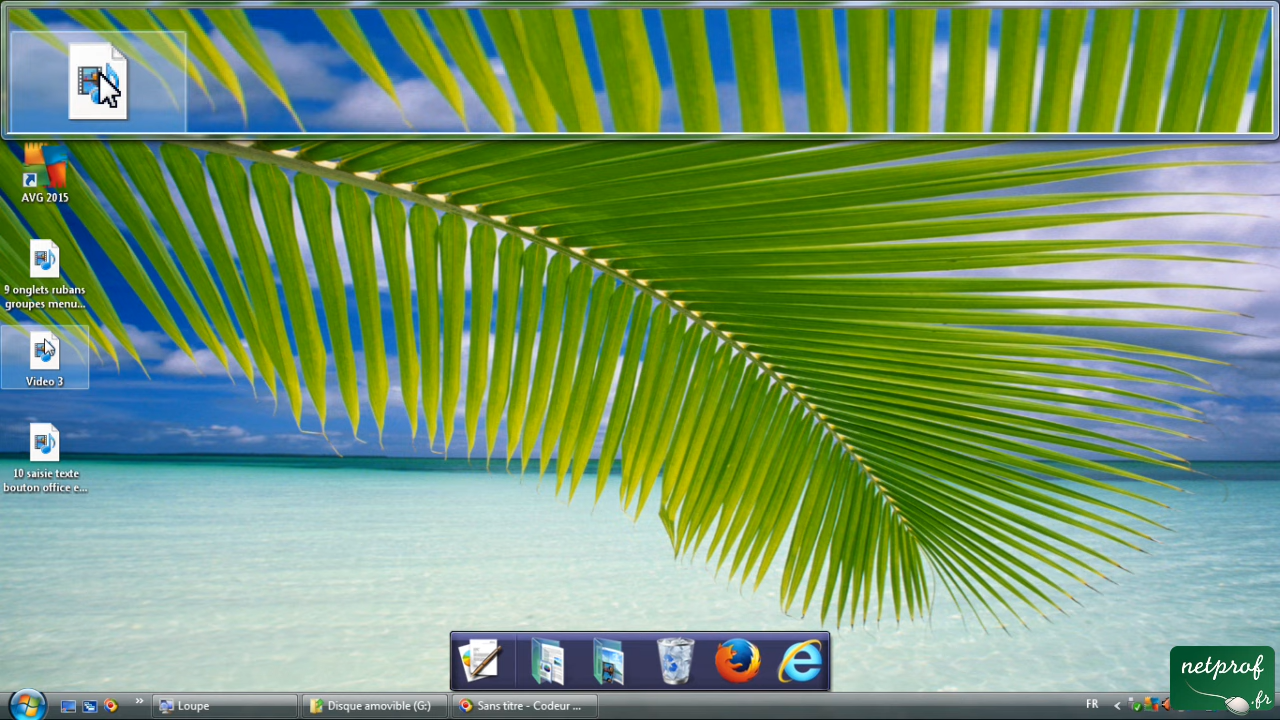 AVG 2015
9 onglets rubans
groupes menu...
Video 3
10 saisie texte
bouton office e...
netprof
.fr
Loupe
Disque amovible (G:)
Sans titre - Codeur ...
FR